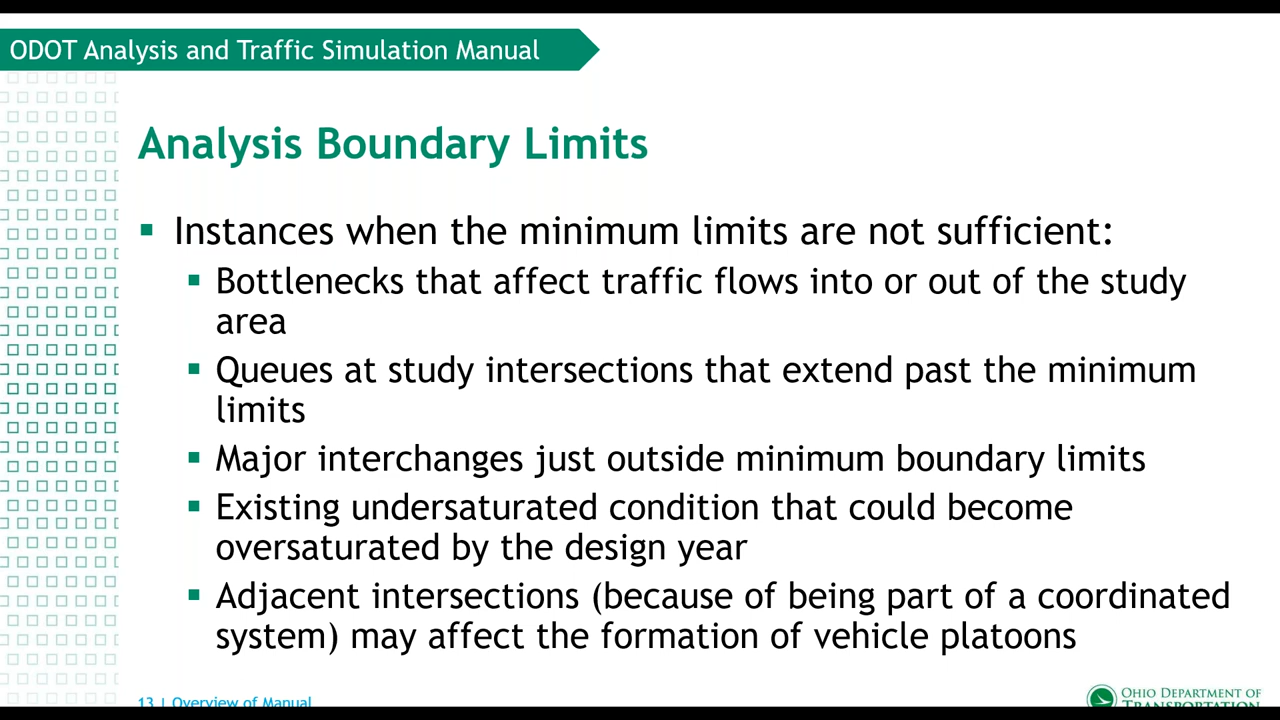 ODOT Analysis and Traffic Simulation Manual
Analysis Boundary Limits
Instances when the minimum limits are not sufficient:
Bottlenecks that affect traffic flows into or out of the study
area
Queues at study intersections that extend past the minimum
limits
Major interchanges just outside minimum boundary limits
Existing undersaturated condition that could become
oversaturated by the design year
Adjacent intersections (because of being part of a coordinated
system) may affect the formation of vehicle platoons
13 | Overview of Manual
OHIO DEPARTMENT OF
TRANSPORTATION